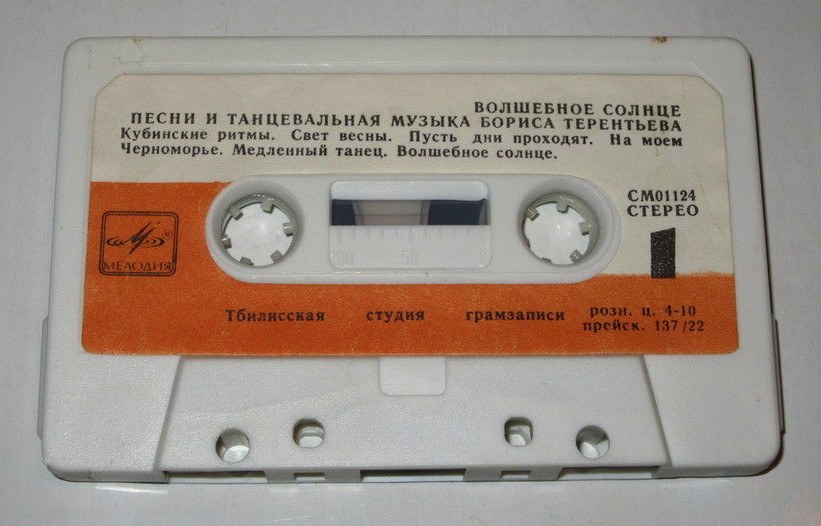 ВОЛШЕБНОЕ СОЛНЦЕ
ПЕСНИ И ТАНЦЕВАЛЬНАЯ МУЗЫКА БОРИСА ТЕРЕНТЬЕВА
Кубинские ритмы. Свет весны. Пусть дни проходят. На моем
Черноморье. Медленный танец. Волшебное солнце.
СМ01124
СТЕРЕО
®
МЕЛОДИЯ
1
50
Тбилисская студия грамзаписи
розн. ц. 4-10
прейск. 137/22